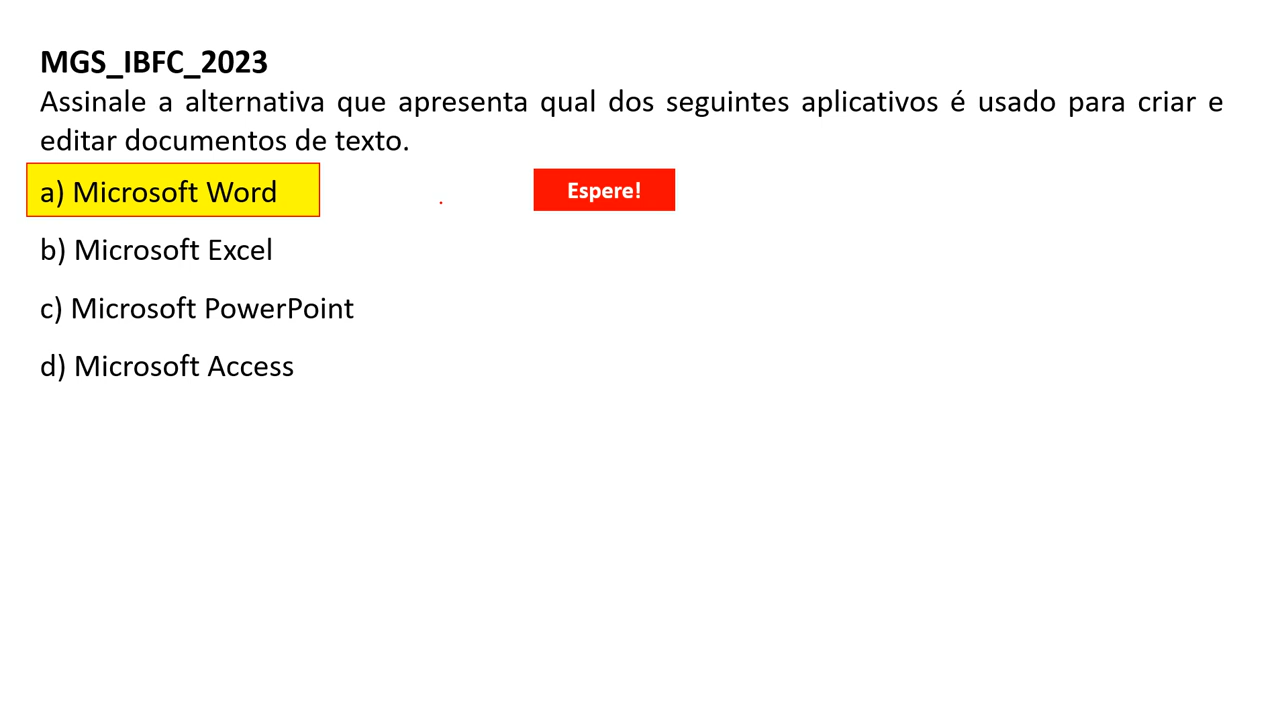 MGS_IBFC_2023
Assinale a alternativa que apresenta qual dos seguintes aplicativos é usado para criar e
editar documentos de texto.
a) Microsoft Word
Espere!
b) Microsoft Excel
c) Microsoft PowerPoint
d) Microsoft Access